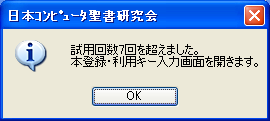 日本ｺﾝﾋﾟｭｰﾀ聖書研究会
試用回数7回を超えました。
本登録・利用キー入力画面を開きます。
OK